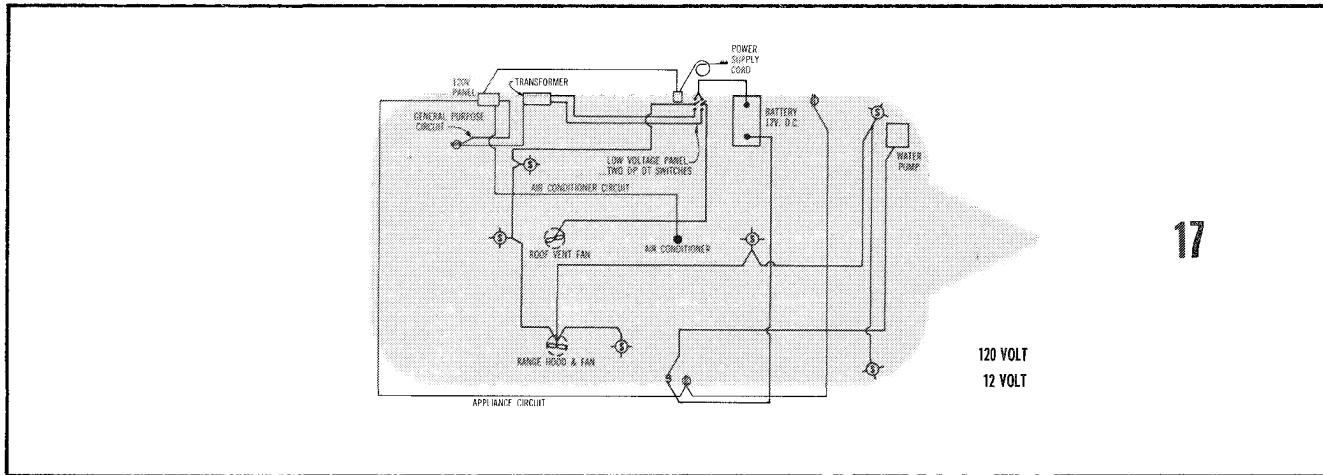 POWER
SUPPLY
CORD
120V
PANEL
TRANSFORMER
GENERAL PURPOSE
CIRCUIT
BATTERY
12V. D.C.
WATER
PUMP
LOW VOLTAGE PANEL
TWO DP DT SWITCHES
S
S
AIR CONDITIONER CIRCUIT
S
S
ROOF VENT FAN
AIR CONDITIONER
17
S
RANGE HOOD & FAN
120 VOLT
S
12 VOLT
APPLIANCE CIRCUIT